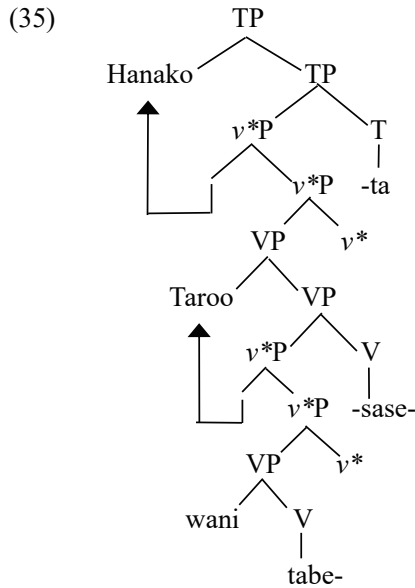 (35)
TP
Hanako TP
v*P T
v*P -ta
VP v*
Taroo VP
v*P V
v*P -sase-
VP v*
wani V
tabe-